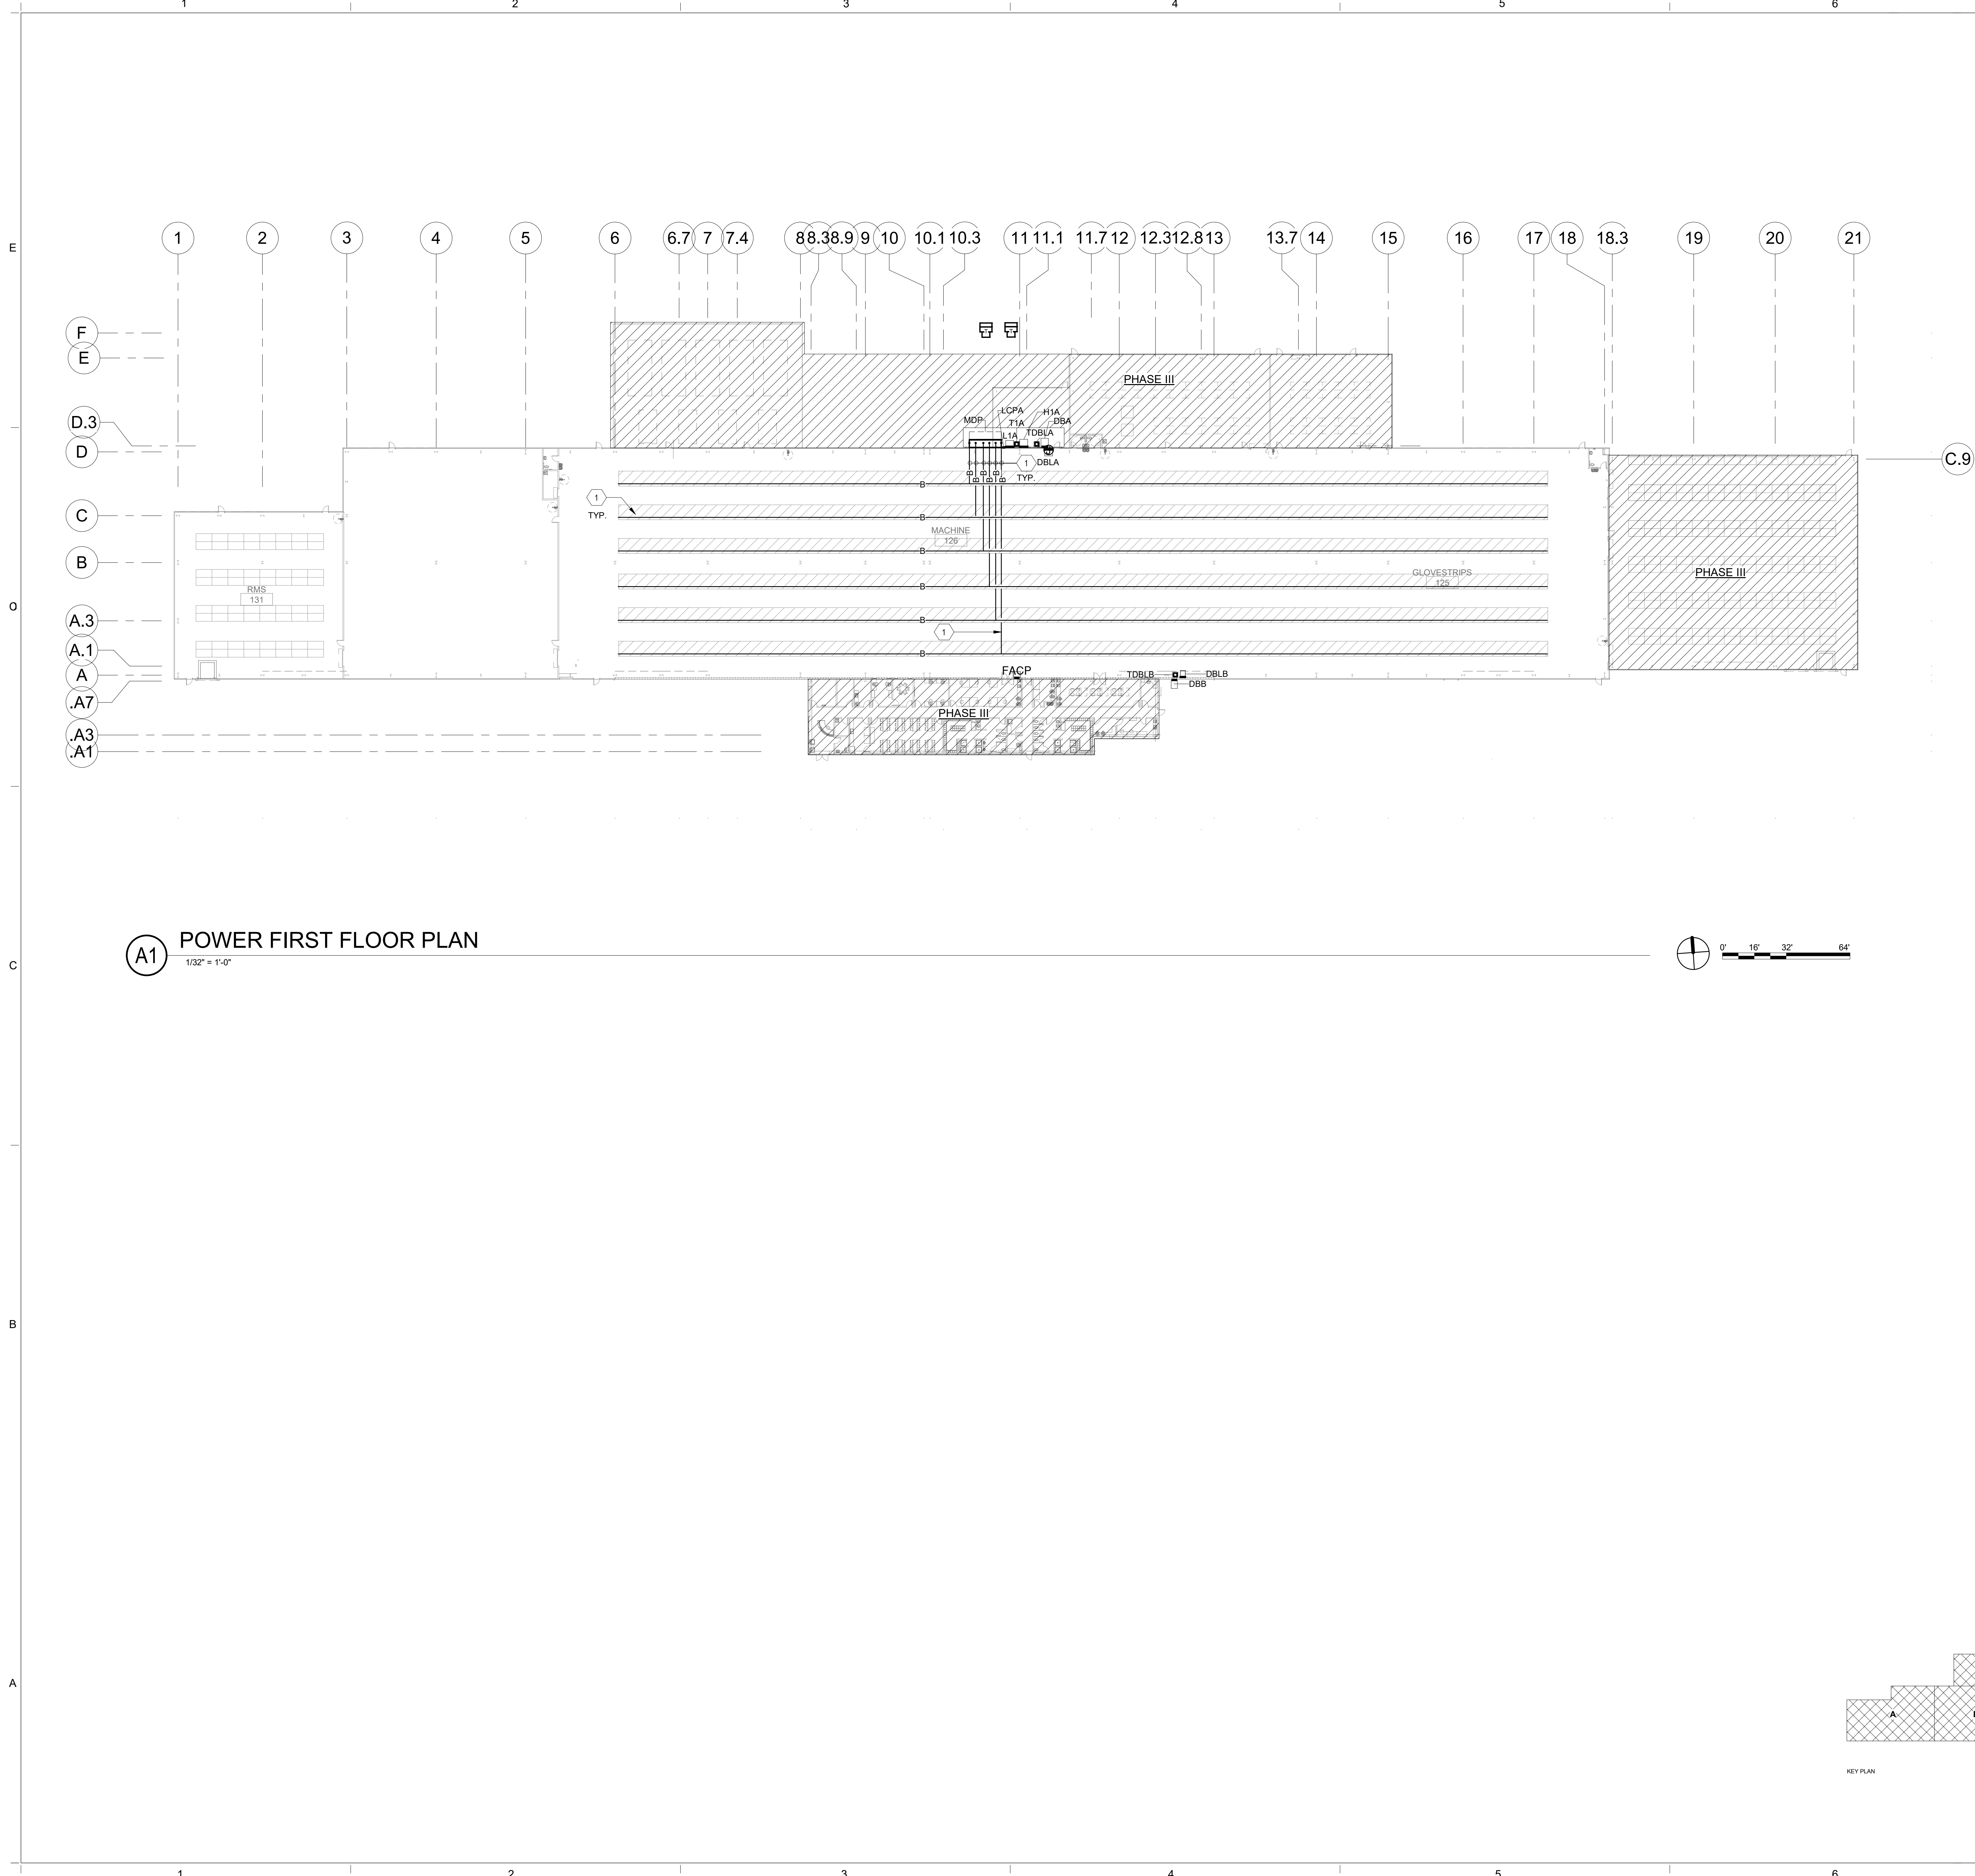 1 2 3 4 5 6
E
1 2 3 4 5 6 6.7 7 7.4 8 8.3 8.9 9 10 10.1 10.3 11 11.1 11.7 12 12.3 12.8 13 13.7 14 15 16 17 18 18.3 19 20 21
F
E
PHASE III
LCPA
H1A
D.3
MDP
T1A
DBA
TDBLA
L1A
D
C.9
1
DBLA
TYP.
B B B B B
B
1
TYP.
C
B
MACHINE
126
B
B
GLOVESTRIPS
125
PHASE III
B
RMS
131
D
A.3
B
1
A.1
B
A
FACP
TDBLB
DBLB
DBB
.A7
PHASE III
.A3
.A1
A1
POWER FIRST FLOOR PLAN
1/32" = 1'-0"
0' 16' 32' 64'
C
B
A
A
KEY PLAN
1 2 3 4 5 6